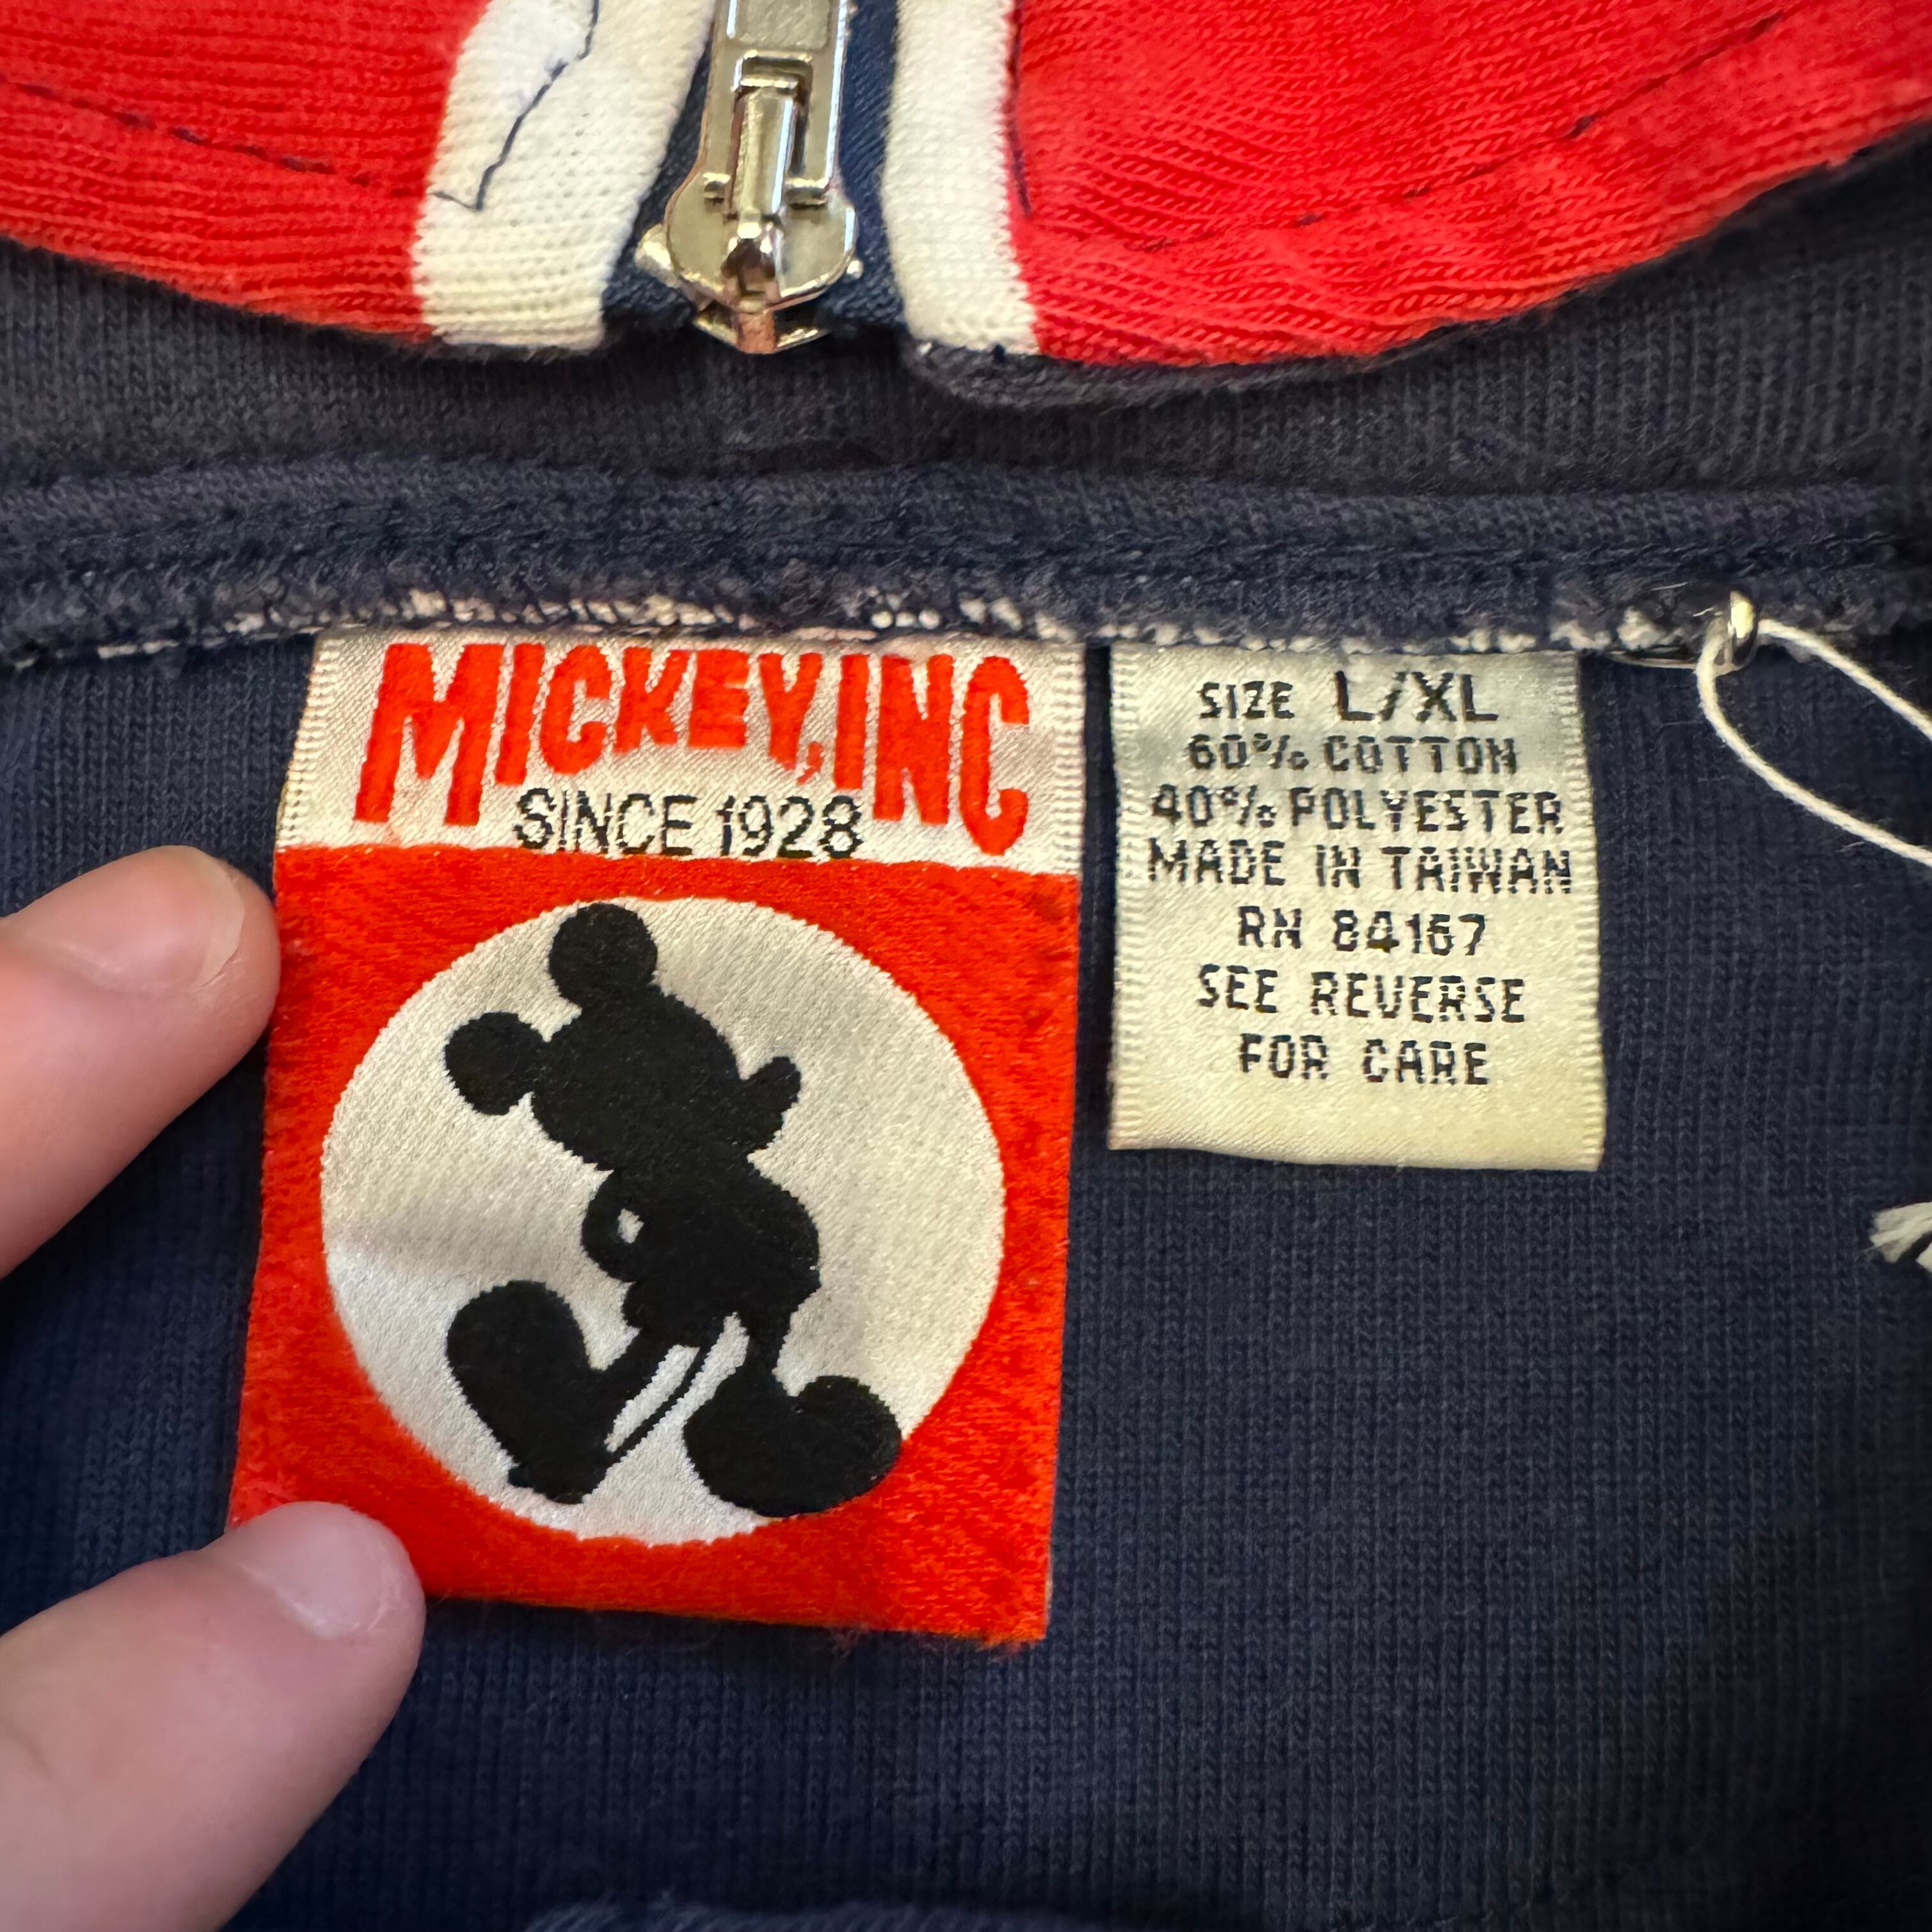 MICKEY, INC
SINCE 1928
SIZE L/XL
60% COTTON
40% POLYESTER
MADE IN TAIWAN
RN 84167
SEE REVERSE
FOR CARE